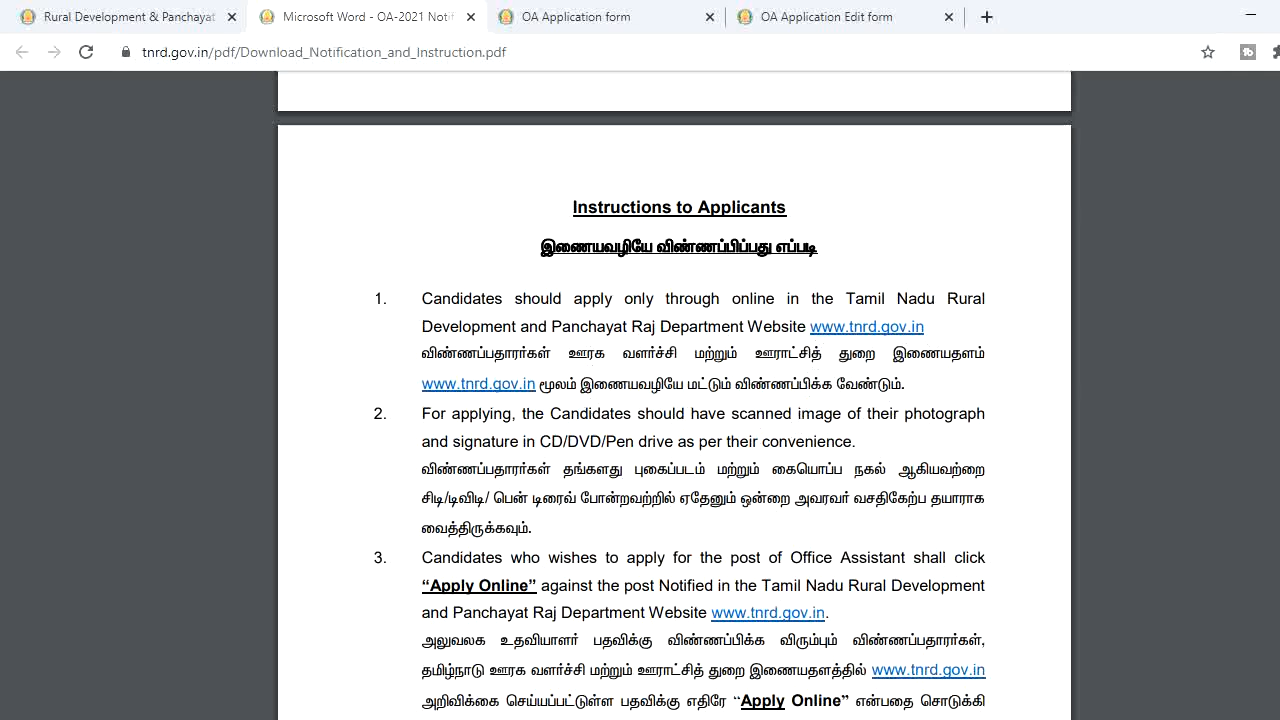 Rural Development & Panchayat
Microsoft Word - OA-2021 Notif
OA Application form
OA Application Edit form
tnrd.gov.in/pdf/Download_Notification_and_Instruction.pdf
Instructions to Applicants
இணையவழியே விண்ணப்பிப்பது எப்படி
1. Candidates should apply only through online in the Tamil Nadu Rural
Development and Panchayat Raj Department Website www.tnrd.gov.in
விண்ணப்பதாரர்கள் ஊரக வளர்ச்சி மற்றும் ஊராட்சித் துறை இணையதளம்
www.tnrd.gov.in மூலம் இணையவழியே மட்டும் விண்ணப்பிக்க வேண்டும்.
2. For applying, the Candidates should have scanned image of their photograph
and signature in CD/DVD/Pen drive as per their convenience.
விண்ணப்பதாரர்கள் தங்களது புகைப்படம் மற்றும் கையொப்ப நகல் ஆகியவற்றை
சிடி/டிவிடி/ பென் டிரைவ் போன்றவற்றில் ஏதேனும் ஒன்றை அவரவர் வசதிகேற்ப தயாராக
வைத்திருக்கவும்.
3. Candidates who wishes to apply for the post of Office Assistant shall click
“Apply Online” against the post Notified in the Tamil Nadu Rural Development
and Panchayat Raj Department Website www.tnrd.gov.in.
அலுவலக உதவியாளர் பதவிக்கு விண்ணப்பிக்க விரும்பும் விண்ணப்பதாரர்கள்,
தமிழ்நாடு ஊரக வளர்ச்சி மற்றும் ஊராட்சித் துறை இணையதளத்தில் www.tnrd.gov.in
அறிவிக்கை செய்யப்பட்டுள்ள பதவிக்கு எதிரே “Apply Online” என்பதை சொடுக்கி